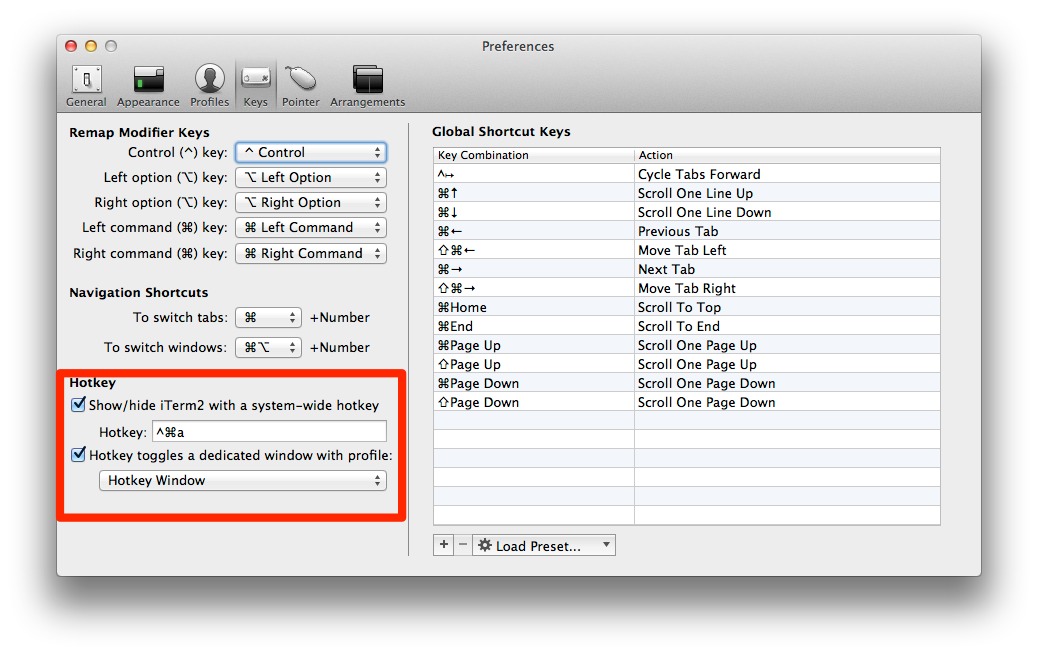 Preferences
General Appearance Profiles Keys Pointer Arrangements
Remap Modifier Keys
Control (^) key: ^ Control
Left option (⌥) key: ⌥ Left Option
Right option (⌥) key: ⌥ Right Option
Left command (⌘) key: ⌘ Left Command
Right command (⌘) key: ⌘ Right Command
Navigation Shortcuts
To switch tabs: ⌘ +Number
To switch windows: ⌘⌥ +Number
Hotkey
Show/hide iTerm2 with a system-wide hotkey
Hotkey: ^⌘a
Hotkey toggles a dedicated window with profile:
Hotkey Window
Global Shortcut Keys
Key Combination Action
^↦ Cycle Tabs Forward
⌘↑ Scroll One Line Up
⌘↓ Scroll One Line Down
⌘← Previous Tab
⇧⌘← Move Tab Left
⌘→ Next Tab
⇧⌘→ Move Tab Right
⌘Home Scroll To Top
⌘End Scroll To End
⌘Page Up Scroll One Page Up
⇧Page Up Scroll One Page Up
⌘Page Down Scroll One Page Down
⇧Page Down Scroll One Page Down
+ − Load Preset...